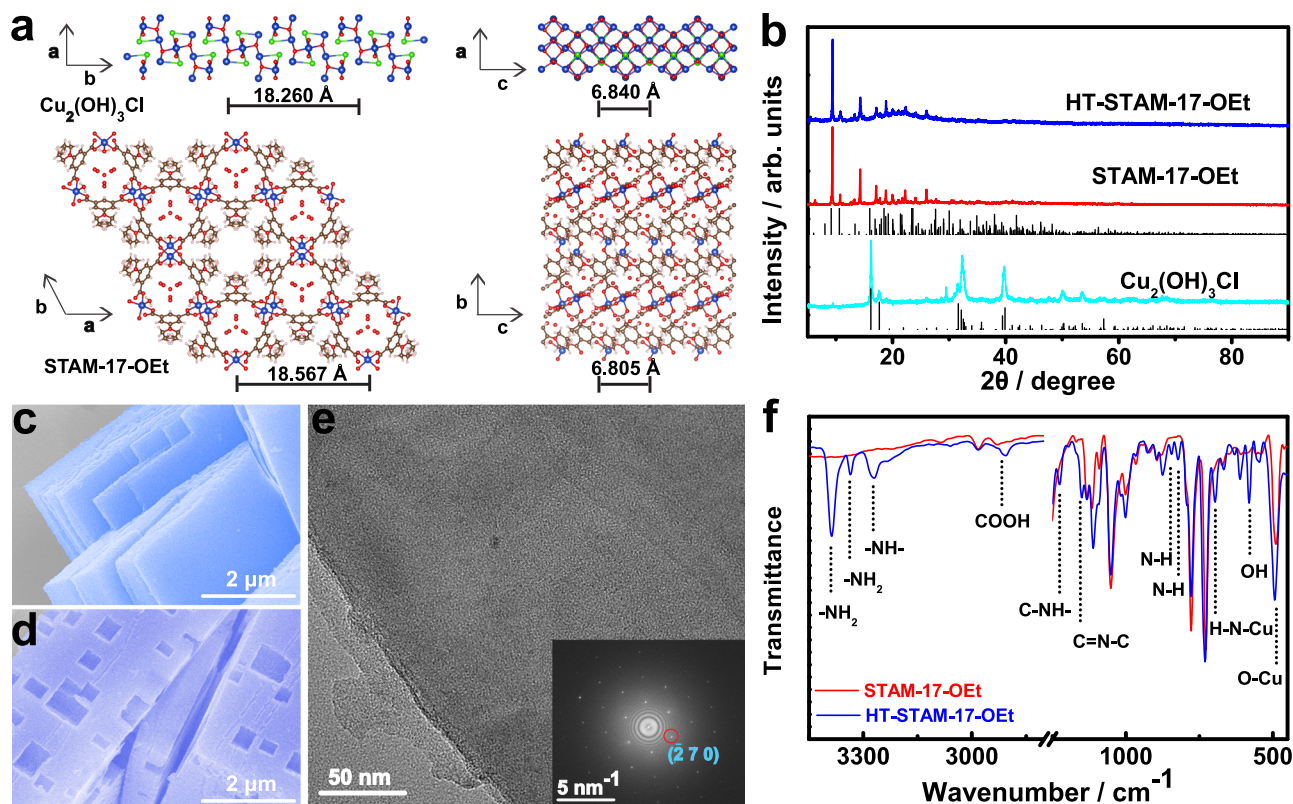 a
a
b
Cu2(OH)3Cl
18.260 Å
a
c
6.840 Å
b
a
STAM-17-OEt
18.567 Å
b
c
6.805 Å
b
Intensity / arb. units
HT-STAM-17-OEt
STAM-17-OEt
Cu2(OH)3Cl
20 40 60 80
2θ / degree
c
2 μm
d
2 μm
e
50 nm
5 nm⁻¹
(2̄ 7 0)
f
Transmittance
-NH2
-NH2
-NH-
COOH
C-NH-
C=N-C
N-H
N-H
H-N-Cu
OH
O-Cu
STAM-17-OEt
HT-STAM-17-OEt
3300 3000 1000 500
Wavenumber / cm⁻¹